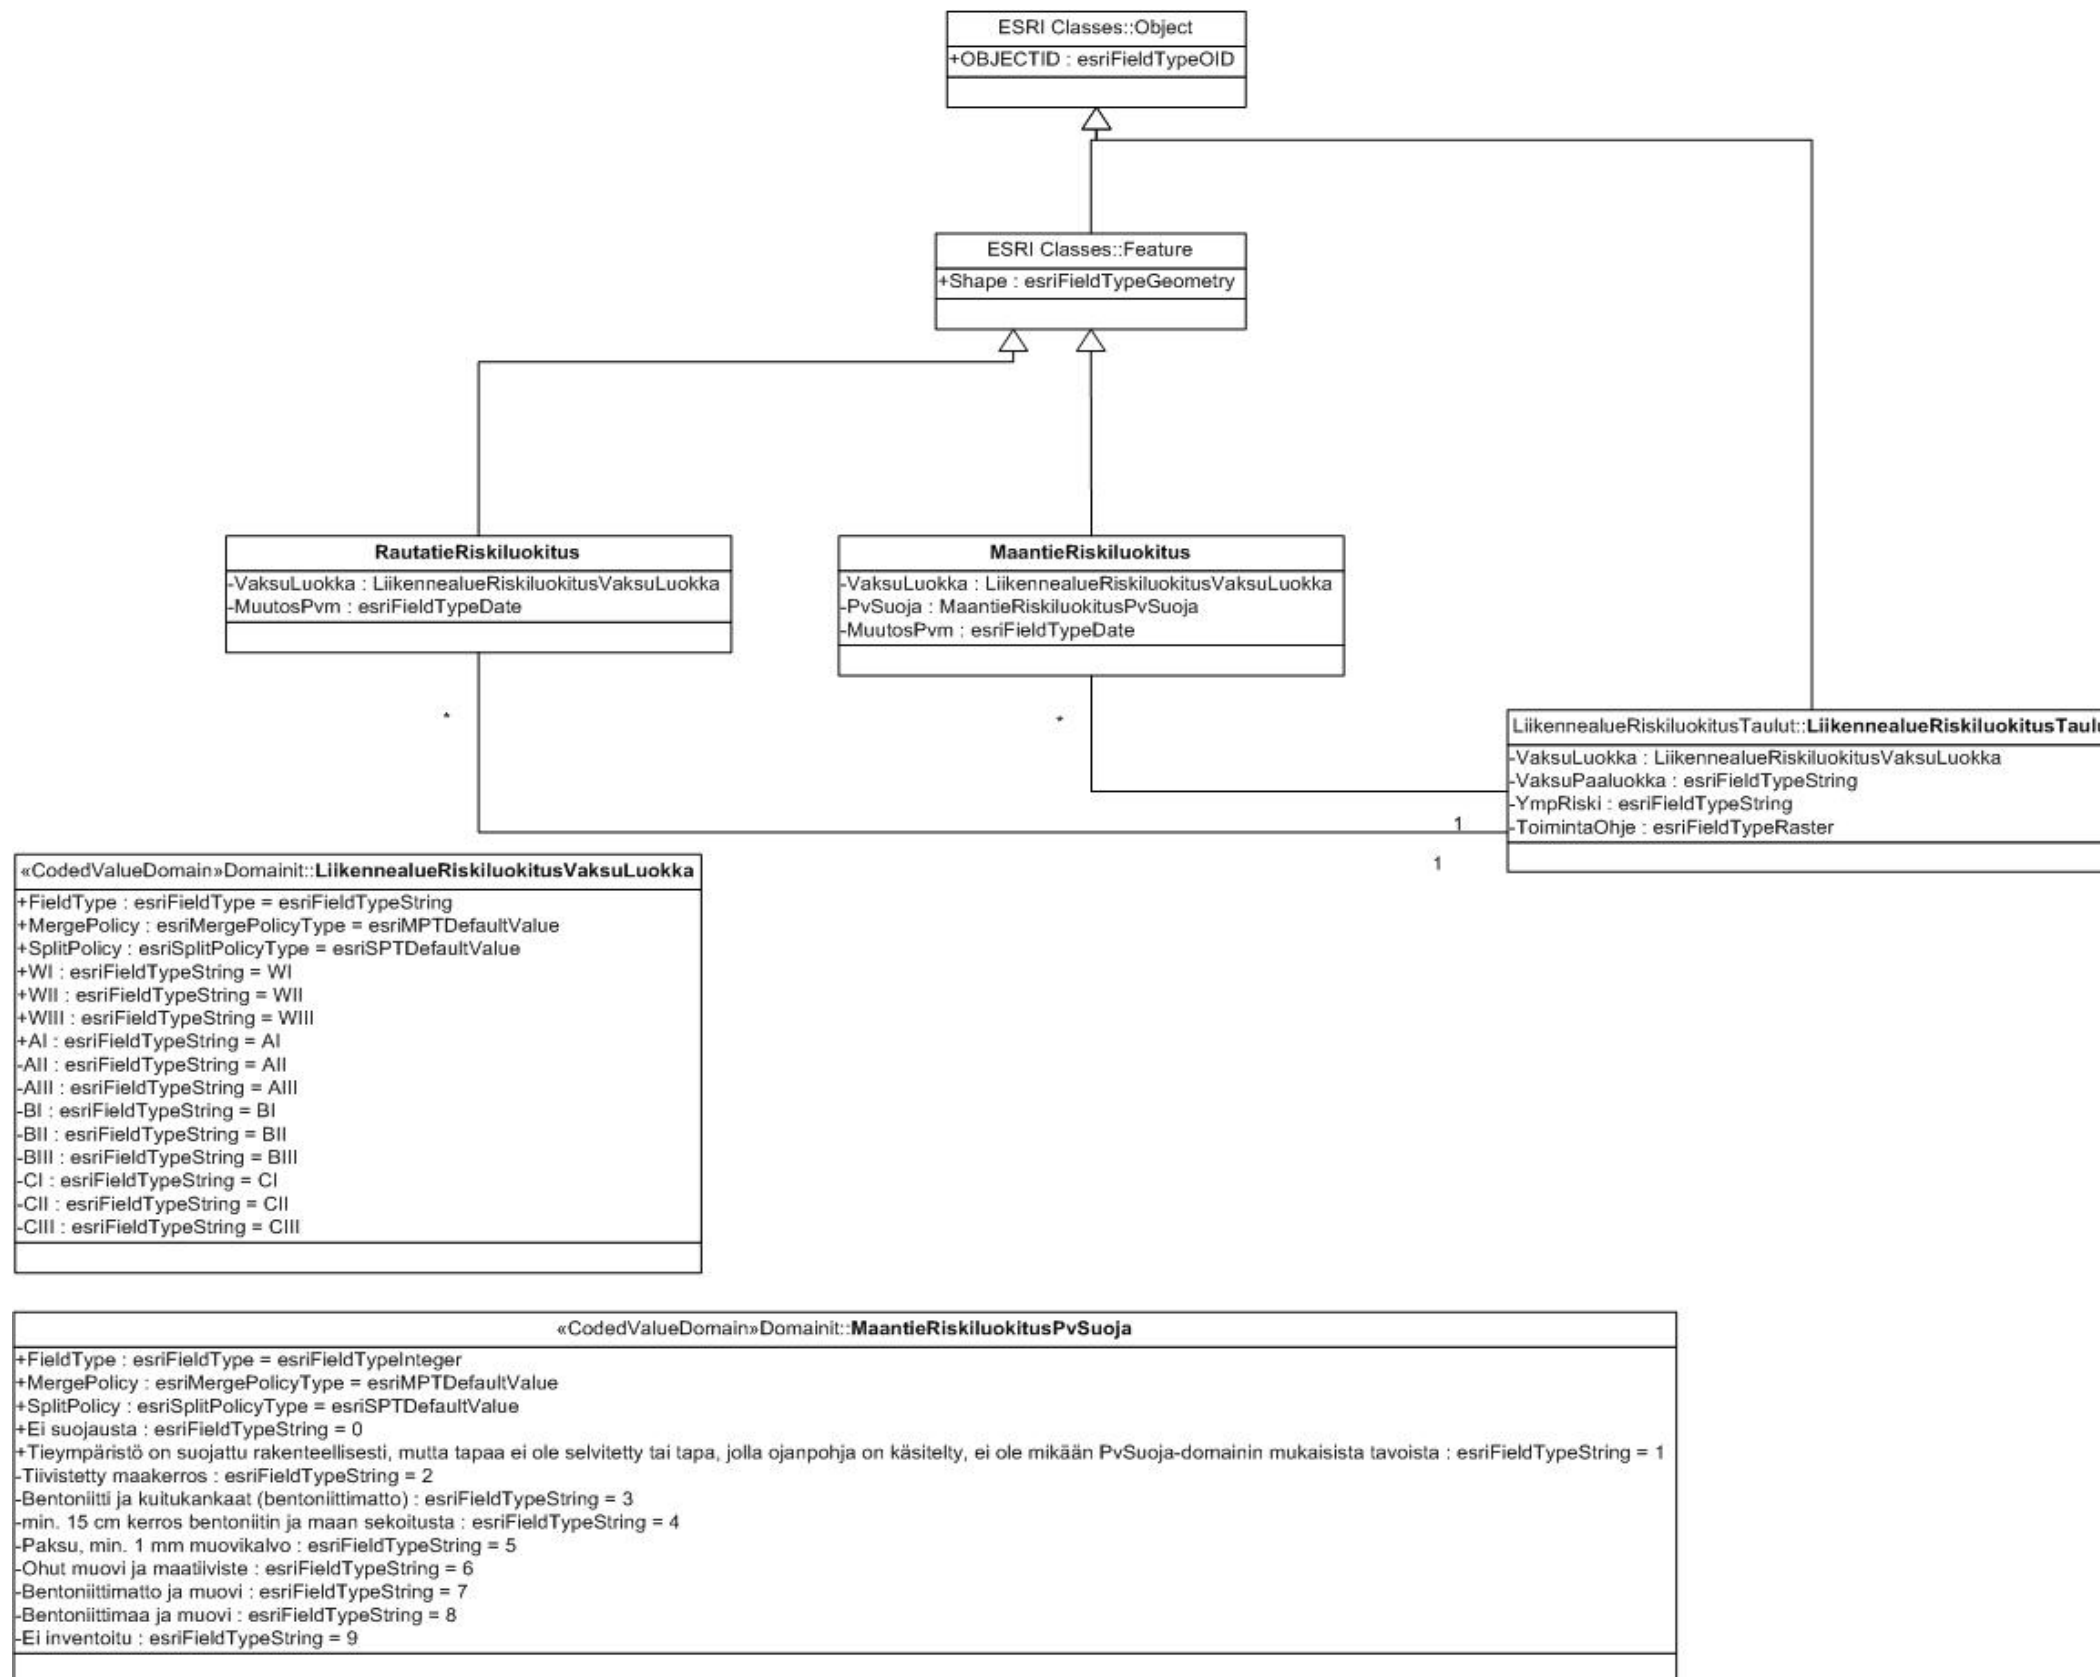 ESRI Classes::Object
+OBJECTID : esriFieldTypeOID
ESRI Classes::Feature
+Shape : esriFieldTypeGeometry
RautatieRiskiluokitus
-VaksuLuokka : LiikennealueRiskiluokitusVaksuLuokka
-MuutosPvm : esriFieldTypeDate
MaantieRiskiluokitus
-VaksuLuokka : LiikennealueRiskiluokitusVaksuLuokka
-PvSuoja : MaantieRiskiluokitusPvSuoja
-MuutosPvm : esriFieldTypeDate
*
*
LiikennealueRiskiluokitusTaulut::LiikennealueRiskiluokitusTaulu
-VaksuLuokka : LiikennealueRiskiluokitusVaksuLuokka
-VaksuPaaluokka : esriFieldTypeString
-YmpRiski : esriFieldTypeString
-ToimintaOhje : esriFieldTypeRaster
1
1
«CodedValueDomain»Domainit::LiikennealueRiskiluokitusVaksuLuokka
+FieldType : esriFieldType = esriFieldTypeString
+MergePolicy : esriMergePolicyType = esriMPTDefaultValue
+SplitPolicy : esriSplitPolicyType = esriSPTDefaultValue
+WI : esriFieldTypeString = WI
+WII : esriFieldTypeString = WII
+WIII : esriFieldTypeString = WIII
+AI : esriFieldTypeString = AI
-AII : esriFieldTypeString = AII
-AIII : esriFieldTypeString = AIII
-BI : esriFieldTypeString = BI
-BII : esriFieldTypeString = BII
-BIII : esriFieldTypeString = BIII
-CI : esriFieldTypeString = CI
-CII : esriFieldTypeString = CII
-CIII : esriFieldTypeString = CIII
«CodedValueDomain»Domainit::MaantieRiskiluokitusPvSuoja
+FieldType : esriFieldType = esriFieldTypeInteger
+MergePolicy : esriMergePolicyType = esriMPTDefaultValue
+SplitPolicy : esriSplitPolicyType = esriSPTDefaultValue
+Ei suojausta : esriFieldTypeString = 0
+Tieympäristö on suojattu rakenteellisesti, mutta tapaa ei ole selvitetty tai tapa, jolla ojanpohja on käsitelty, ei ole mikään PvSuoja-domainin mukaisista tavoista : esriFieldTypeString = 1
-Tiivistetty maakerros : esriFieldTypeString = 2
-Bentoniitti ja kuitukankaat (bentoniittimatto) : esriFieldTypeString = 3
-min. 15 cm kerros bentoniitin ja maan sekoitusta : esriFieldTypeString = 4
-Paksu, min. 1 mm muovikalvo : esriFieldTypeString = 5
-Ohut muovi ja maatiiviste : esriFieldTypeString = 6
-Bentoniittimatto ja muovi : esriFieldTypeString = 7
-Bentoniittimaa ja muovi : esriFieldTypeString = 8
-Ei inventoitu : esriFieldTypeString = 9